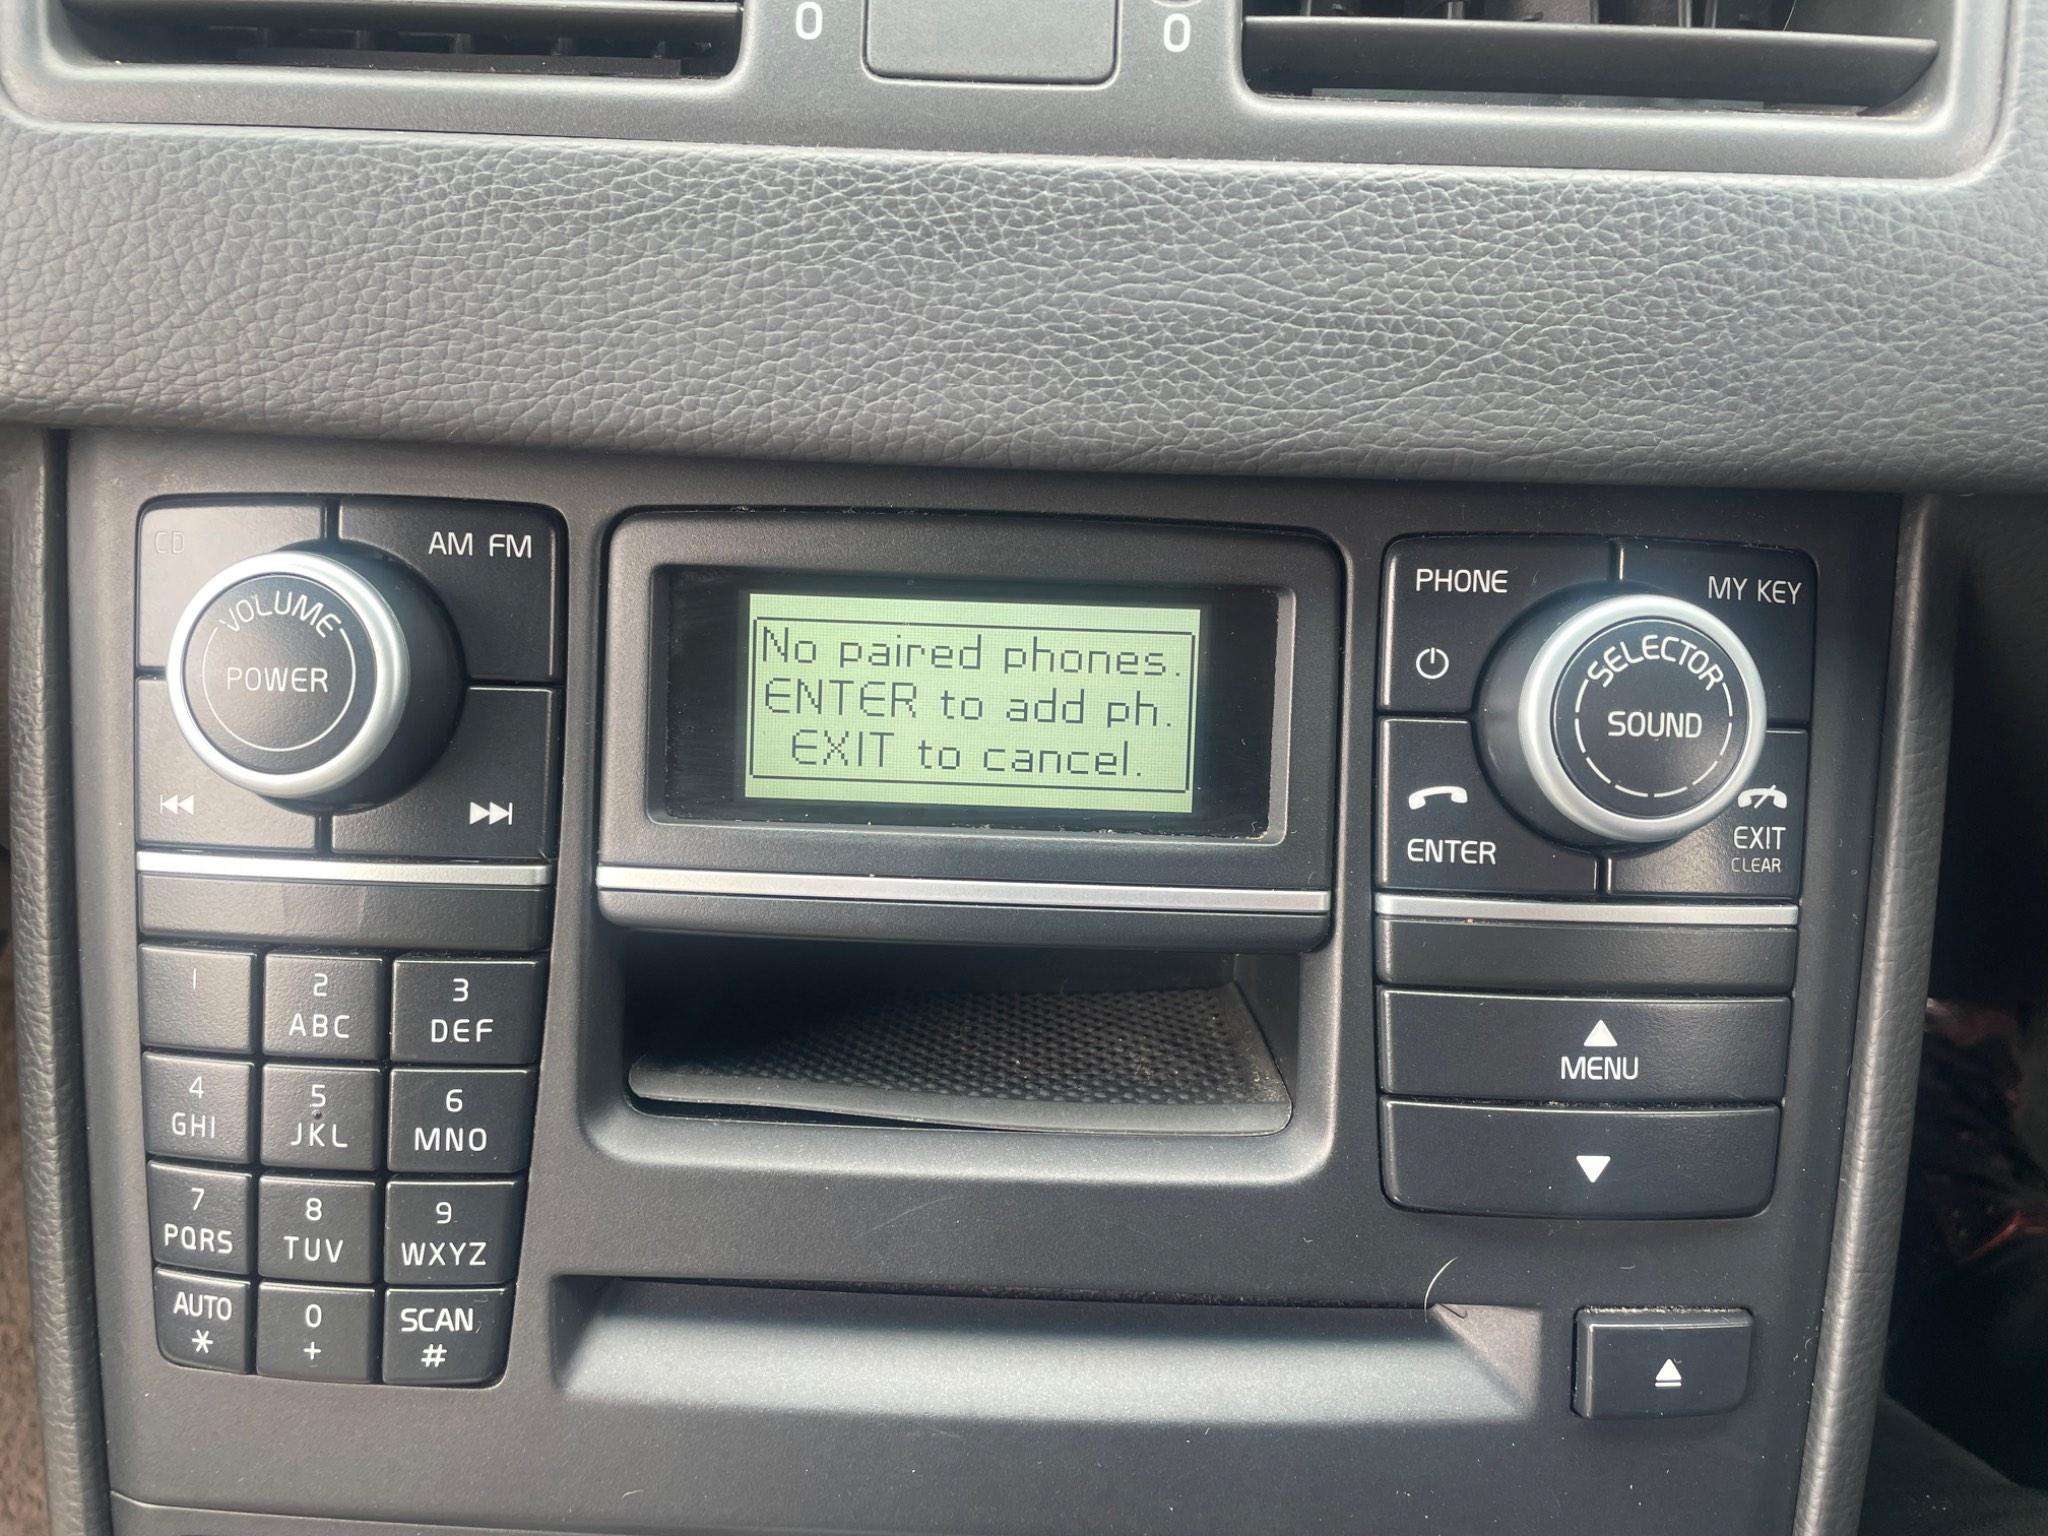 0
0
CD
AM FM
VOLUME
POWER
No paired phones.
ENTER to add ph.
EXIT to cancel.
PHONE
MY KEY
SELECTOR
SOUND
ENTER
EXIT
CLEAR
1
2
ABC
3
DEF
4
GHI
5
JKL
6
MNO
7
PQRS
8
TUV
9
WXYZ
AUTO
*
0
+
SCAN
#
MENU